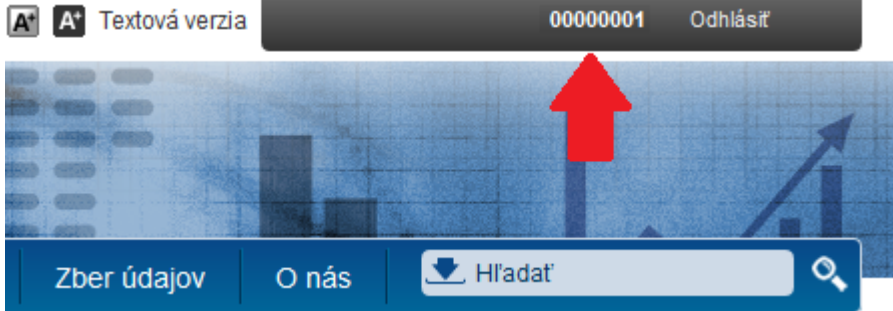 A+ A+ Textová verzia 00000001 Odhlásiť
Zber údajov O nás Hľadať